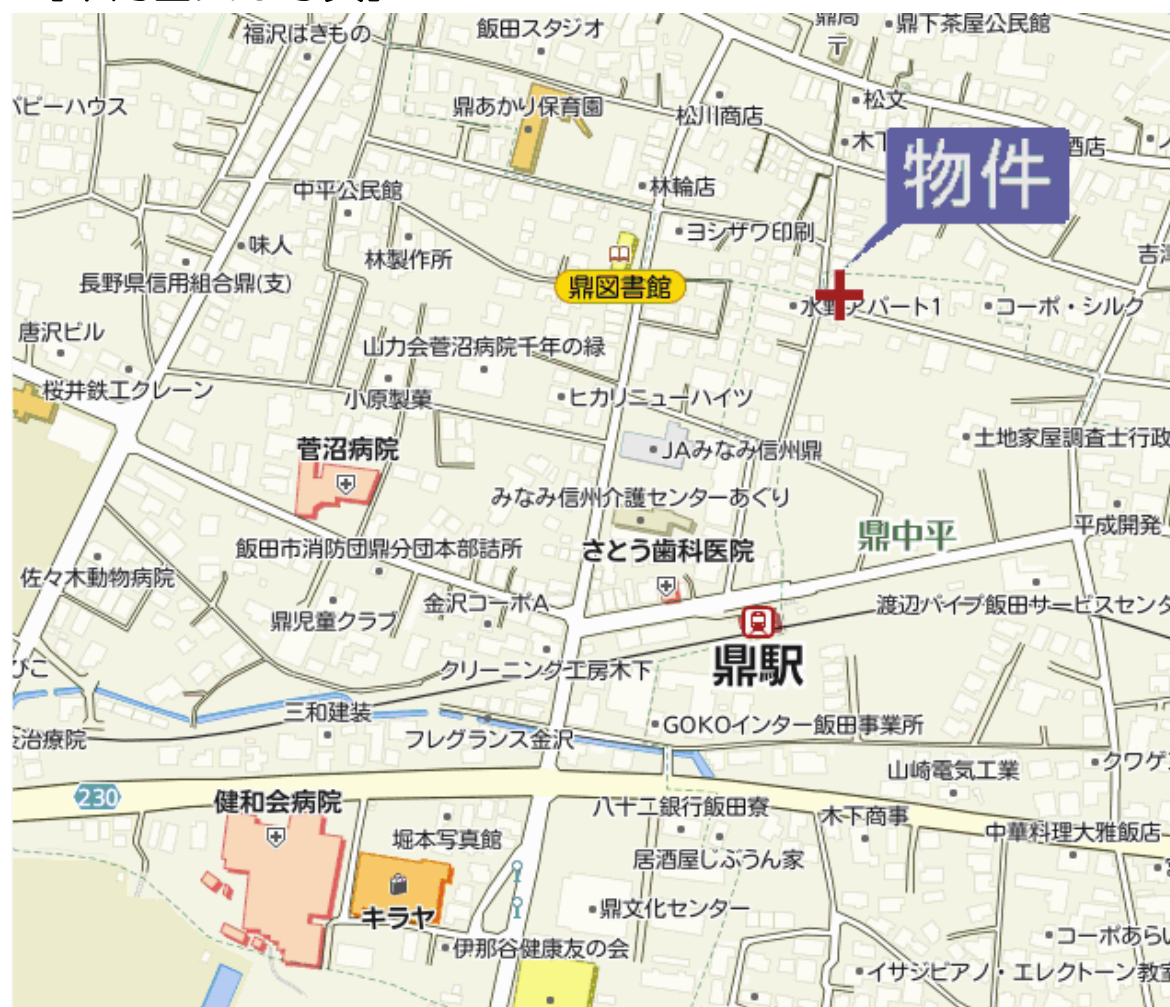 福沢はきもの
飯田スタジオ
鼎下茶屋公民館
パピーハウス
鼎あかり保育園
松川商店
松文
酒店
物件
中平公民館
林輪店
ヨシザワ印刷
味人
林製作所
長野県信用組合鼎(支)
鼎図書館
コーポ・シルク
唐沢ビル
山力会菅沼病院千年の緑
桜井鉄工クレーン
小原製菓
ヒカリニューハイツ
菅沼病院
JAみなみ信州鼎
土地家屋調査士行政
みなみ信州介護センターあぐり
鼎中平
平成開発
飯田市消防団鼎分団本部詰所
さとう歯科医院
佐々木動物病院
金沢コーポA
鼎児童クラブ
渡辺パイプ飯田サービスセンタ
クリーニング工房木下
鼎駅
三和建装
GOKOインター飯田事業所
治療院
フレグランス金沢
山崎電気工業
クワゲ
230
健和会病院
八十二銀行飯田寮
木下商事
堀本写真館
中華料理大雅飯店
居酒屋じぶうん家
キラヤ
鼎文化センター
伊那谷健康友の会
コーポあらい
イサジピアノ・エレクトーン教室